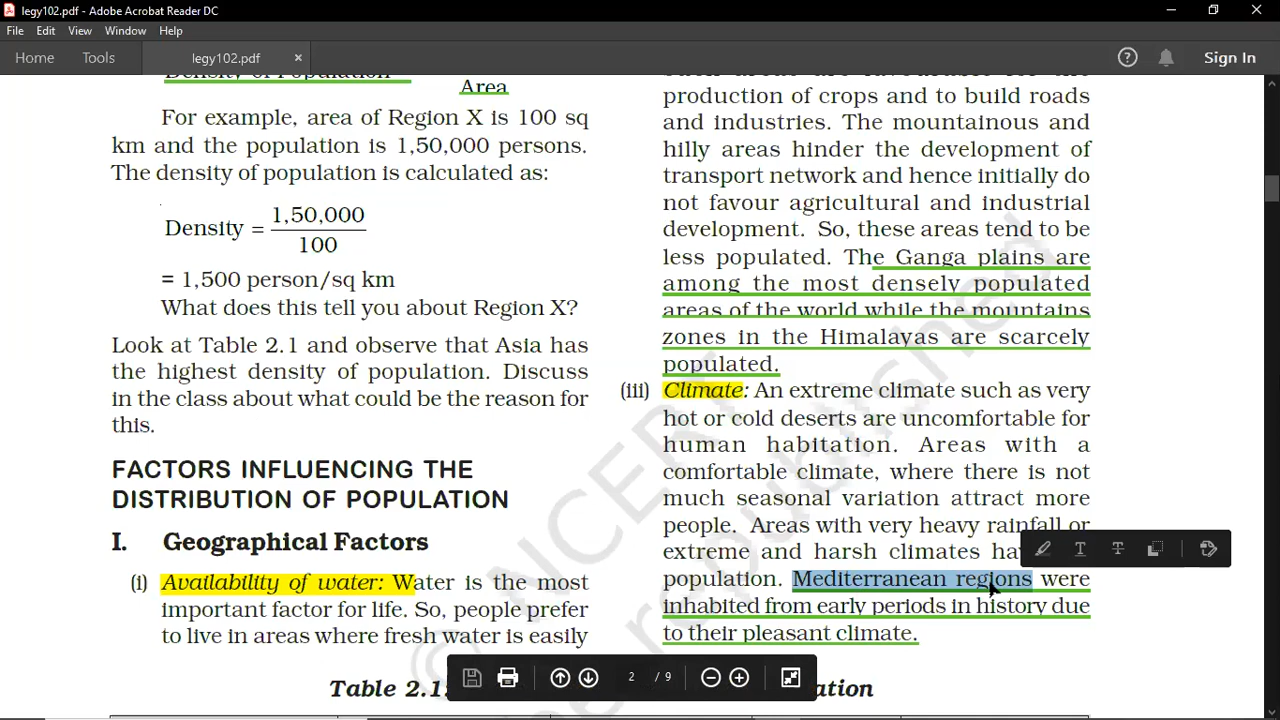 legy102.pdf - Adobe Acrobat Reader DC
File Edit View Window Help
Home Tools legy102.pdf × Sign In
Density of Population
Area
For example, area of Region X is 100 sq
km and the population is 1,50,000 persons.
The density of population is calculated as:
Density = 1,50,000
100
= 1,500 person/sq km
What does this tell you about Region X?
Look at Table 2.1 and observe that Asia has
the highest density of population. Discuss
in the class about what could be the reason for
this.
FACTORS INFLUENCING THE
DISTRIBUTION OF POPULATION
I. Geographical Factors
(i) Availability of water: Water is the most
important factor for life. So, people prefer
to live in areas where fresh water is easily
production of crops and to build roads
and industries. The mountainous and
hilly areas hinder the development of
transport network and hence initially do
not favour agricultural and industrial
development. So, these areas tend to be
less populated. The Ganga plains are
among the most densely populated
areas of the world while the mountains
zones in the Himalayas are scarcely
populated.
(iii) Climate: An extreme climate such as very
hot or cold deserts are uncomfortable for
human habitation. Areas with a
comfortable climate, where there is not
much seasonal variation attract more
people. Areas with very heavy rainfall or
extreme and harsh climates ha
population. Mediterranean regions were
inhabited from early periods in history due
to their pleasant climate.
© NCERT
republished
2 / 9
Table 2.1: ation